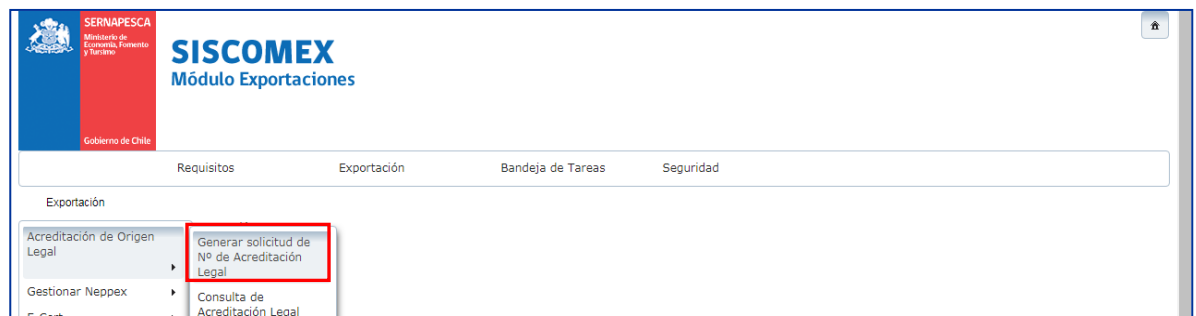 SERNAPESCA
Ministerio de
Economía, Fomento
y Tursimo
Gobierno de Chile
SISCOMEX
Módulo Exportaciones
Requisitos Exportación Bandeja de Tareas Seguridad
Exportación
Acreditación de Origen
Legal
Generar solicitud de
Nº de Acreditación
Legal
Gestionar Neppex
Consulta de
Acreditación Legal